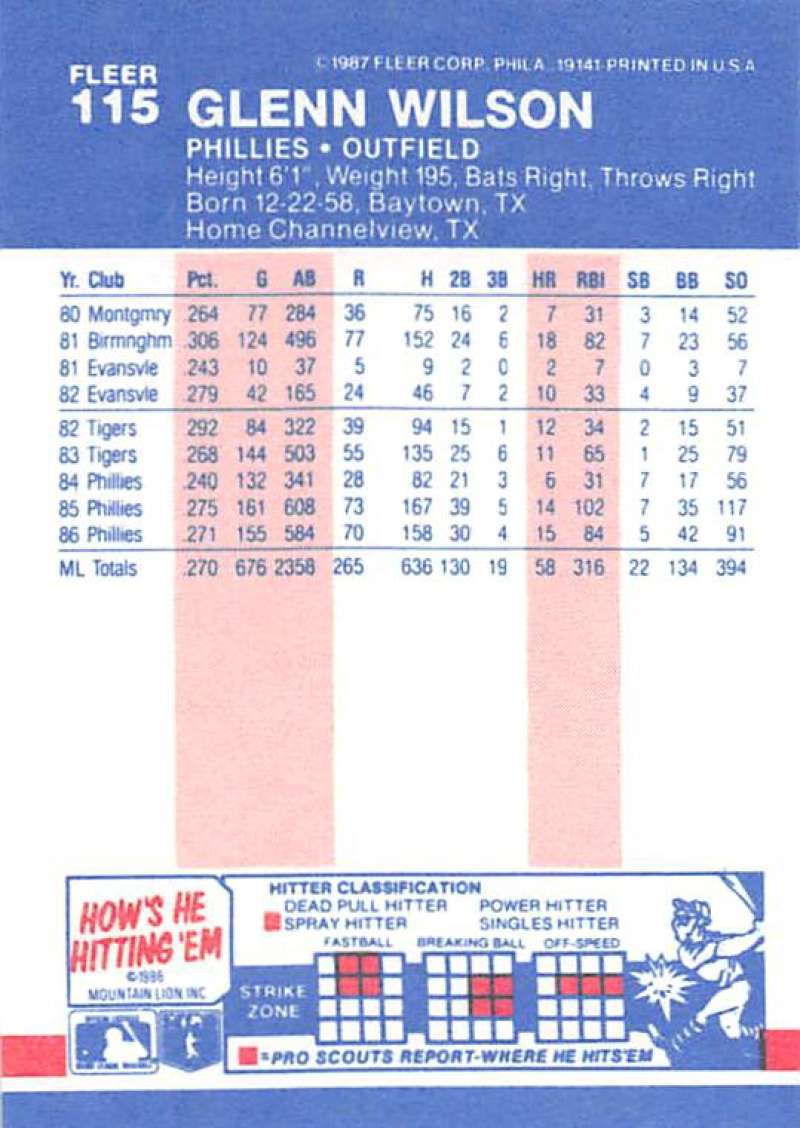 © 1987 FLEER CORP. PHILA. 19141-PRINTED IN U.S.A
FLEER
115 GLENN WILSON
PHILLIES • OUTFIELD
Height 6'1", Weight 195, Bats Right, Throws Right
Born 12-22-58, Baytown, TX
Home Channelview, TX
Yr. Club Pct. G AB R H 2B 3B HR RBI SB BB SO
80 Montgmry .264 77 284 36 75 16 2 7 31 3 14 52
81 Birmnghm .306 124 496 77 152 24 6 18 82 7 23 56
81 Evansvle .243 10 37 5 9 2 0 2 7 0 3 7
82 Evansvle .279 42 165 24 46 7 2 10 33 4 9 37
82 Tigers .292 84 322 39 94 15 1 12 34 2 15 51
83 Tigers .268 144 503 55 135 25 6 11 65 1 25 79
84 Phillies .240 132 341 28 82 21 3 6 31 7 17 56
85 Phillies .275 161 608 73 167 39 5 14 102 7 35 117
86 Phillies .271 155 584 70 158 30 4 15 84 5 42 91
ML Totals .270 676 2358 265 636 130 19 58 316 22 134 394
HOW'S HE
HITTING 'EM
© 1986
MOUNTAIN LION INC
HITTER CLASSIFICATION
DEAD PULL HITTER POWER HITTER
SPRAY HITTER SINGLES HITTER
FASTBALL BREAKING BALL OFF-SPEED
STRIKE
ZONE
=PRO SCOUTS REPORT-WHERE HE HITS'EM